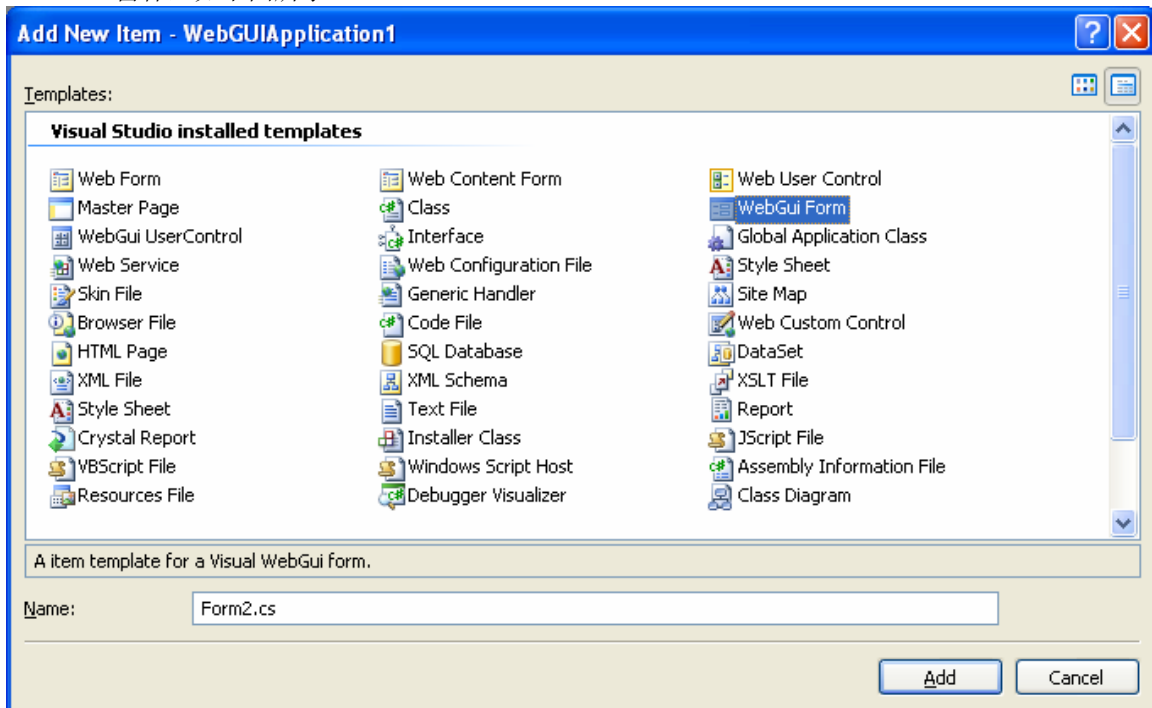 Add New Item - WebGUIApplication1
Templates:
Visual Studio installed templates
Web Form
Web Content Form
Web User Control
Master Page
Class
WebGui Form
WebGui UserControl
Interface
Global Application Class
Web Service
Web Configuration File
Style Sheet
Skin File
Generic Handler
Site Map
Browser File
Code File
Web Custom Control
HTML Page
SQL Database
DataSet
XML File
XML Schema
XSLT File
Style Sheet
Text File
Report
Crystal Report
Installer Class
JScript File
VBScript File
Windows Script Host
Assembly Information File
Resources File
Debugger Visualizer
Class Diagram
A item template for a Visual WebGui form.
Name:
Form2.cs
Add
Cancel